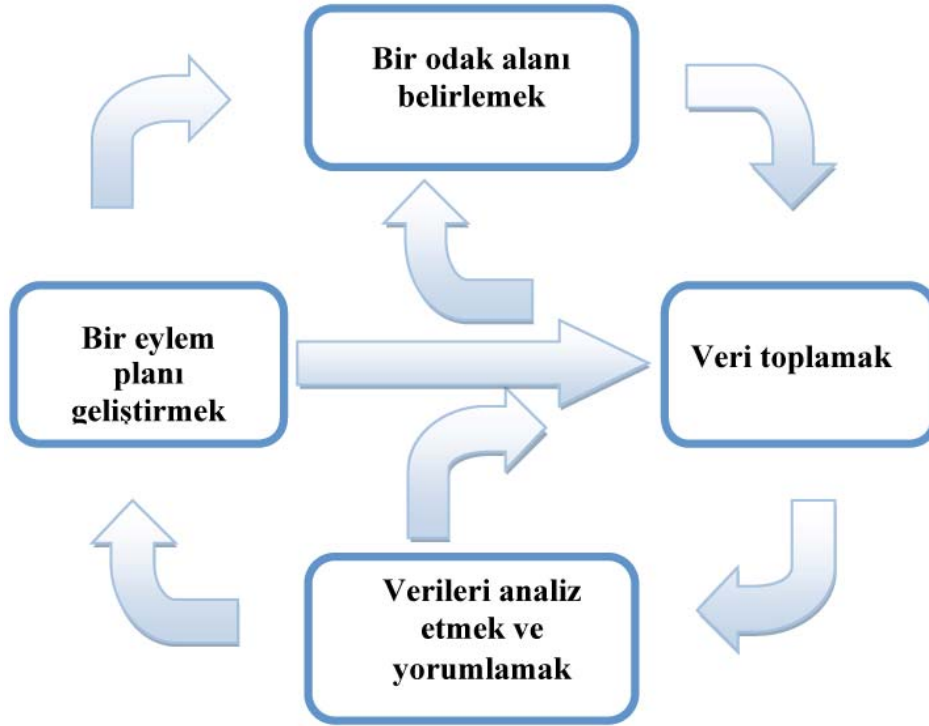 Bir odak alanı
belirlemek
Bir eylem
planı
geliştirmek
Veri toplamak
Verileri analiz
etmek ve
yorumlamak